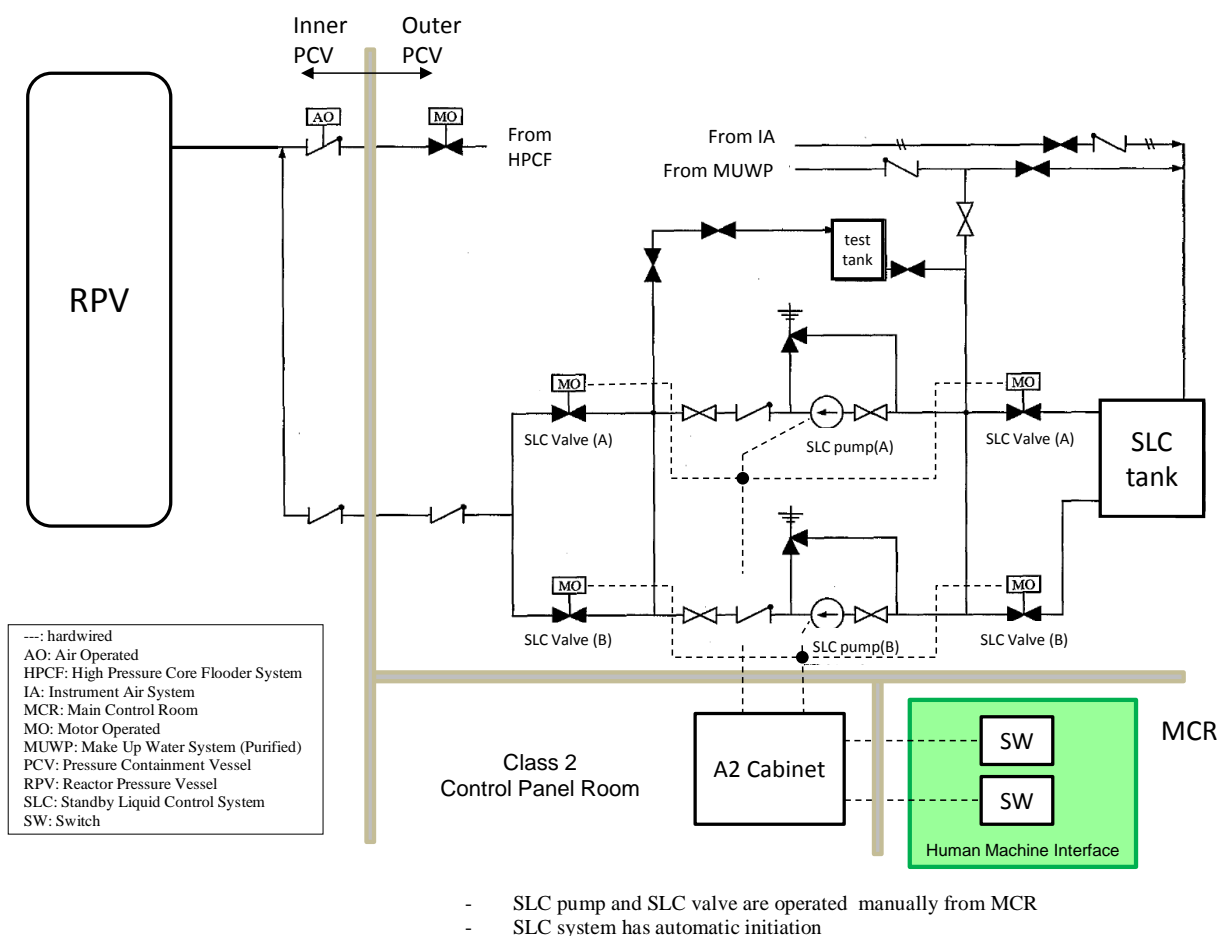 Inner
PCV
Outer
PCV
AO
MO
From
HPCF
From IA
From MUWP
test
tank
RPV
MO
MO
SLC Valve (A)
SLC pump(A)
SLC Valve (A)
SLC
tank
MO
MO
SLC Valve (B)
SLC pump(B)
SLC Valve (B)
---: hardwired
AO: Air Operated
HPCF: High Pressure Core Flooder System
IA: Instrument Air System
MCR: Main Control Room
MO: Motor Operated
MUWP: Make Up Water System (Purified)
PCV: Pressure Containment Vessel
RPV: Reactor Pressure Vessel
SLC: Standby Liquid Control System
SW: Switch
Class 2
Control Panel Room
A2 Cabinet
SW
SW
Human Machine Interface
MCR
- SLC pump and SLC valve are operated manually from MCR
- SLC system has automatic initiation